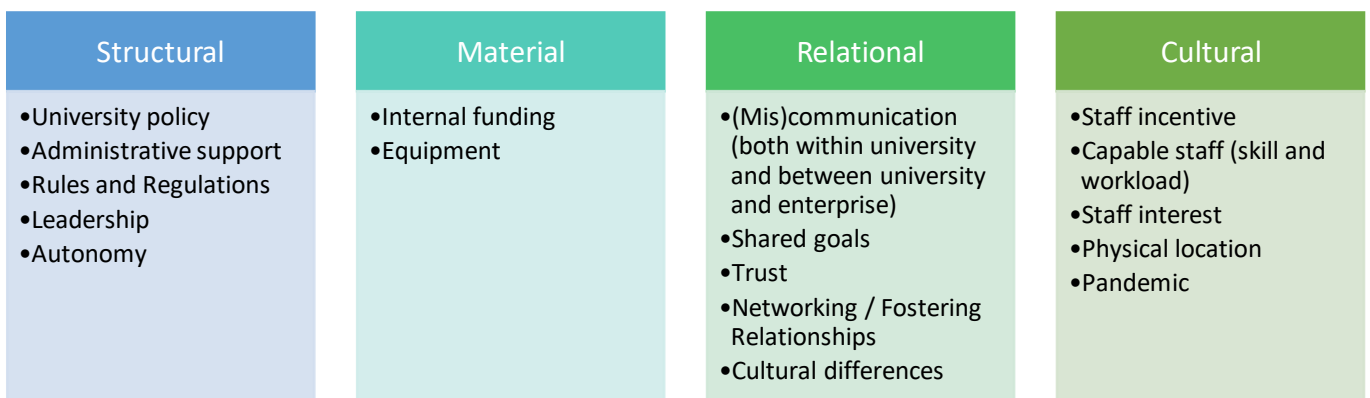 Structural
•University policy
•Administrative support
•Rules and Regulations
•Leadership
•Autonomy
Material
•Internal funding
•Equipment
Relational
•(Mis)communication
(both within university
and between university
and enterprise)
•Shared goals
•Trust
•Networking / Fostering
Relationships
•Cultural differences
Cultural
•Staff incentive
•Capable staff (skill and
workload)
•Staff interest
•Physical location
•Pandemic